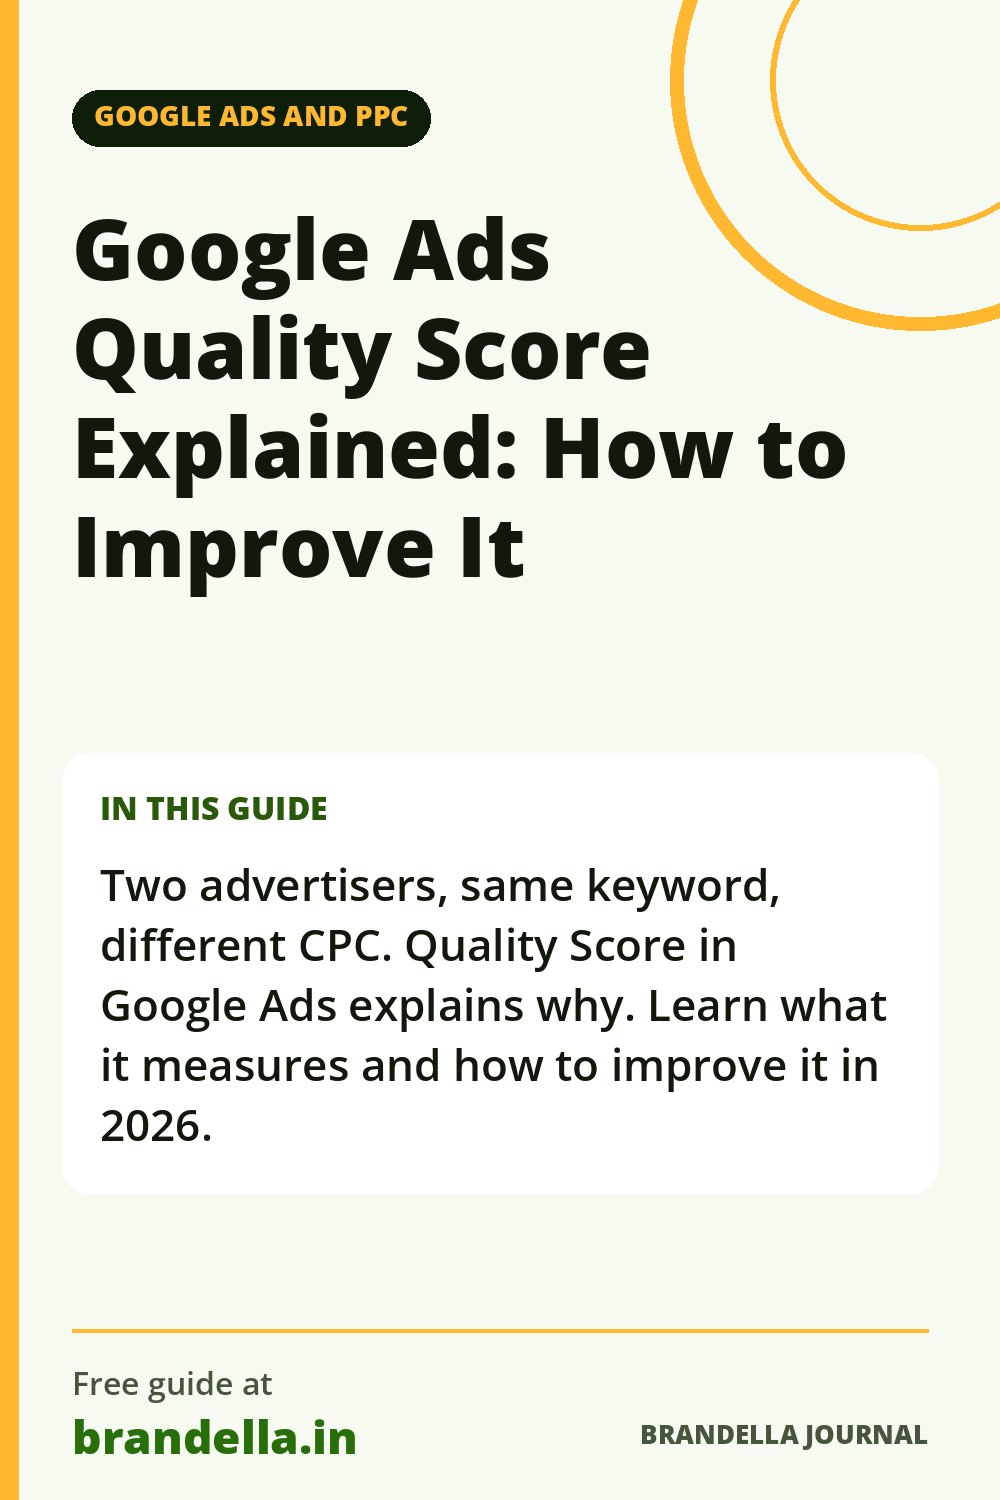 GOOGLE ADS AND PPC
Google Ads
Quality Score
Explained: How to
Improve It
IN THIS GUIDE
Two advertisers, same keyword,
different CPC. Quality Score in
Google Ads explains why. Learn what
it measures and how to improve it in
2026.
Free guide at
brandella.in
BRANDELLA JOURNAL